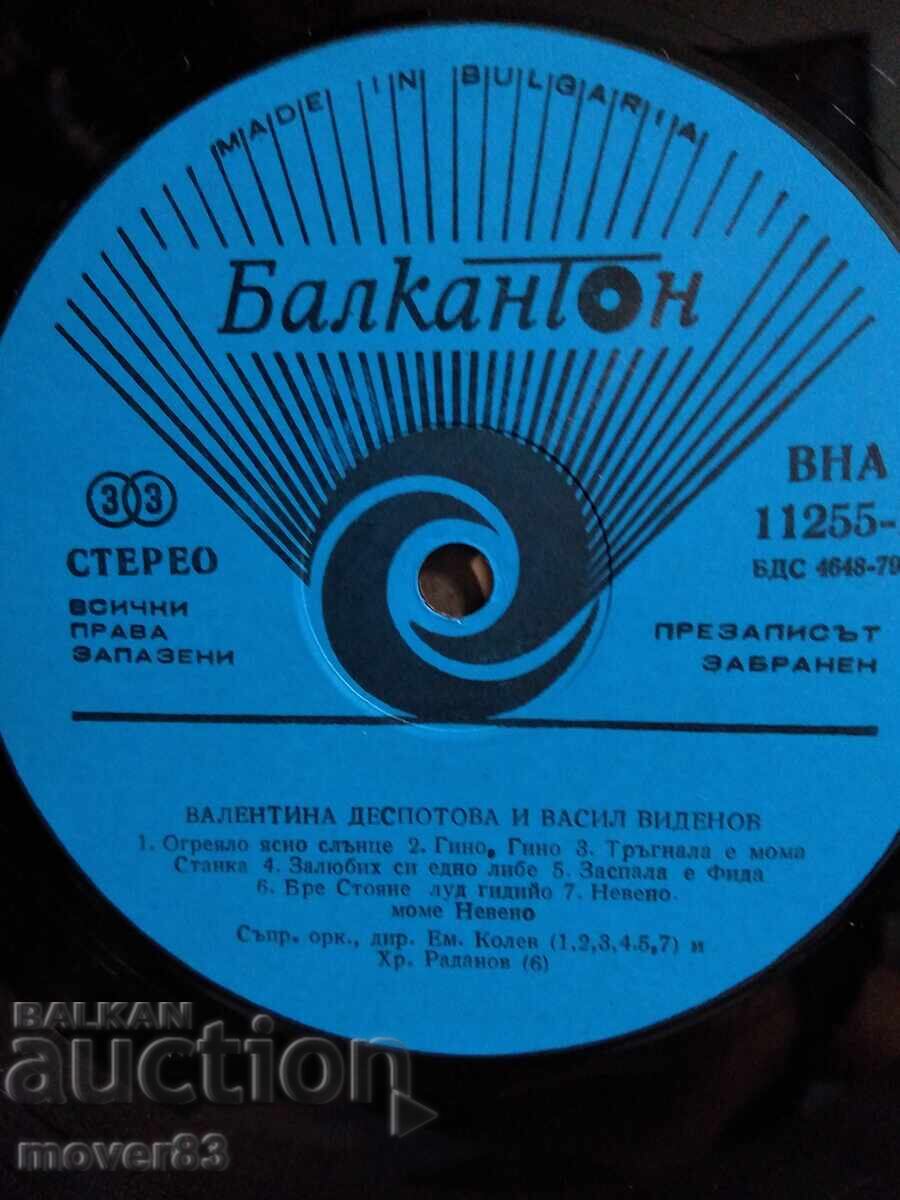 MADE IN BULGARIA
Балкантон
33
СТЕРЕО
ВСИЧКИ
ПРАВА
ЗАПАЗЕНИ
ВНА
11255-
БДС 4648-79
ПРЕЗАПИСЪТ
ЗАБРАНЕН
ВАЛЕНТИНА ДЕСПОТОВА И ВАСИЛ ВИДЕНОВ
1. Огреяло ясно слънце 2. Гино, Гино 3. Тръгнала е мома
Станка 4. Залюбих си едно либе 5. Заспала е Фида
6. Бре Стояне луд гидийо 7. Невено.
моме Невено
Съпр. орк., дир. Ем. Колев (1,2,3,4.5,7) и
Хр. Раданов (6)
BALKAN
auction
mover83